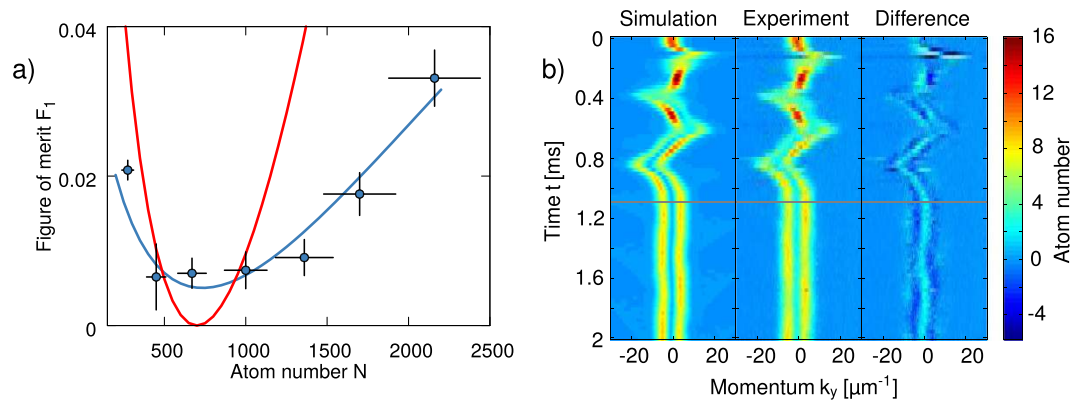 a)
Figure of merit F₁
0.04
0.02
0
500 1000 1500 2000 2500
Atom number N
b)
Simulation Experiment Difference
Time t [ms]
0
0.4
0.8
1.2
1.6
2
-20 0 20 -20 0 20 -20 0 20
Momentum kᵧ [µm⁻¹]
16
12
8
4
0
-4
Atom number